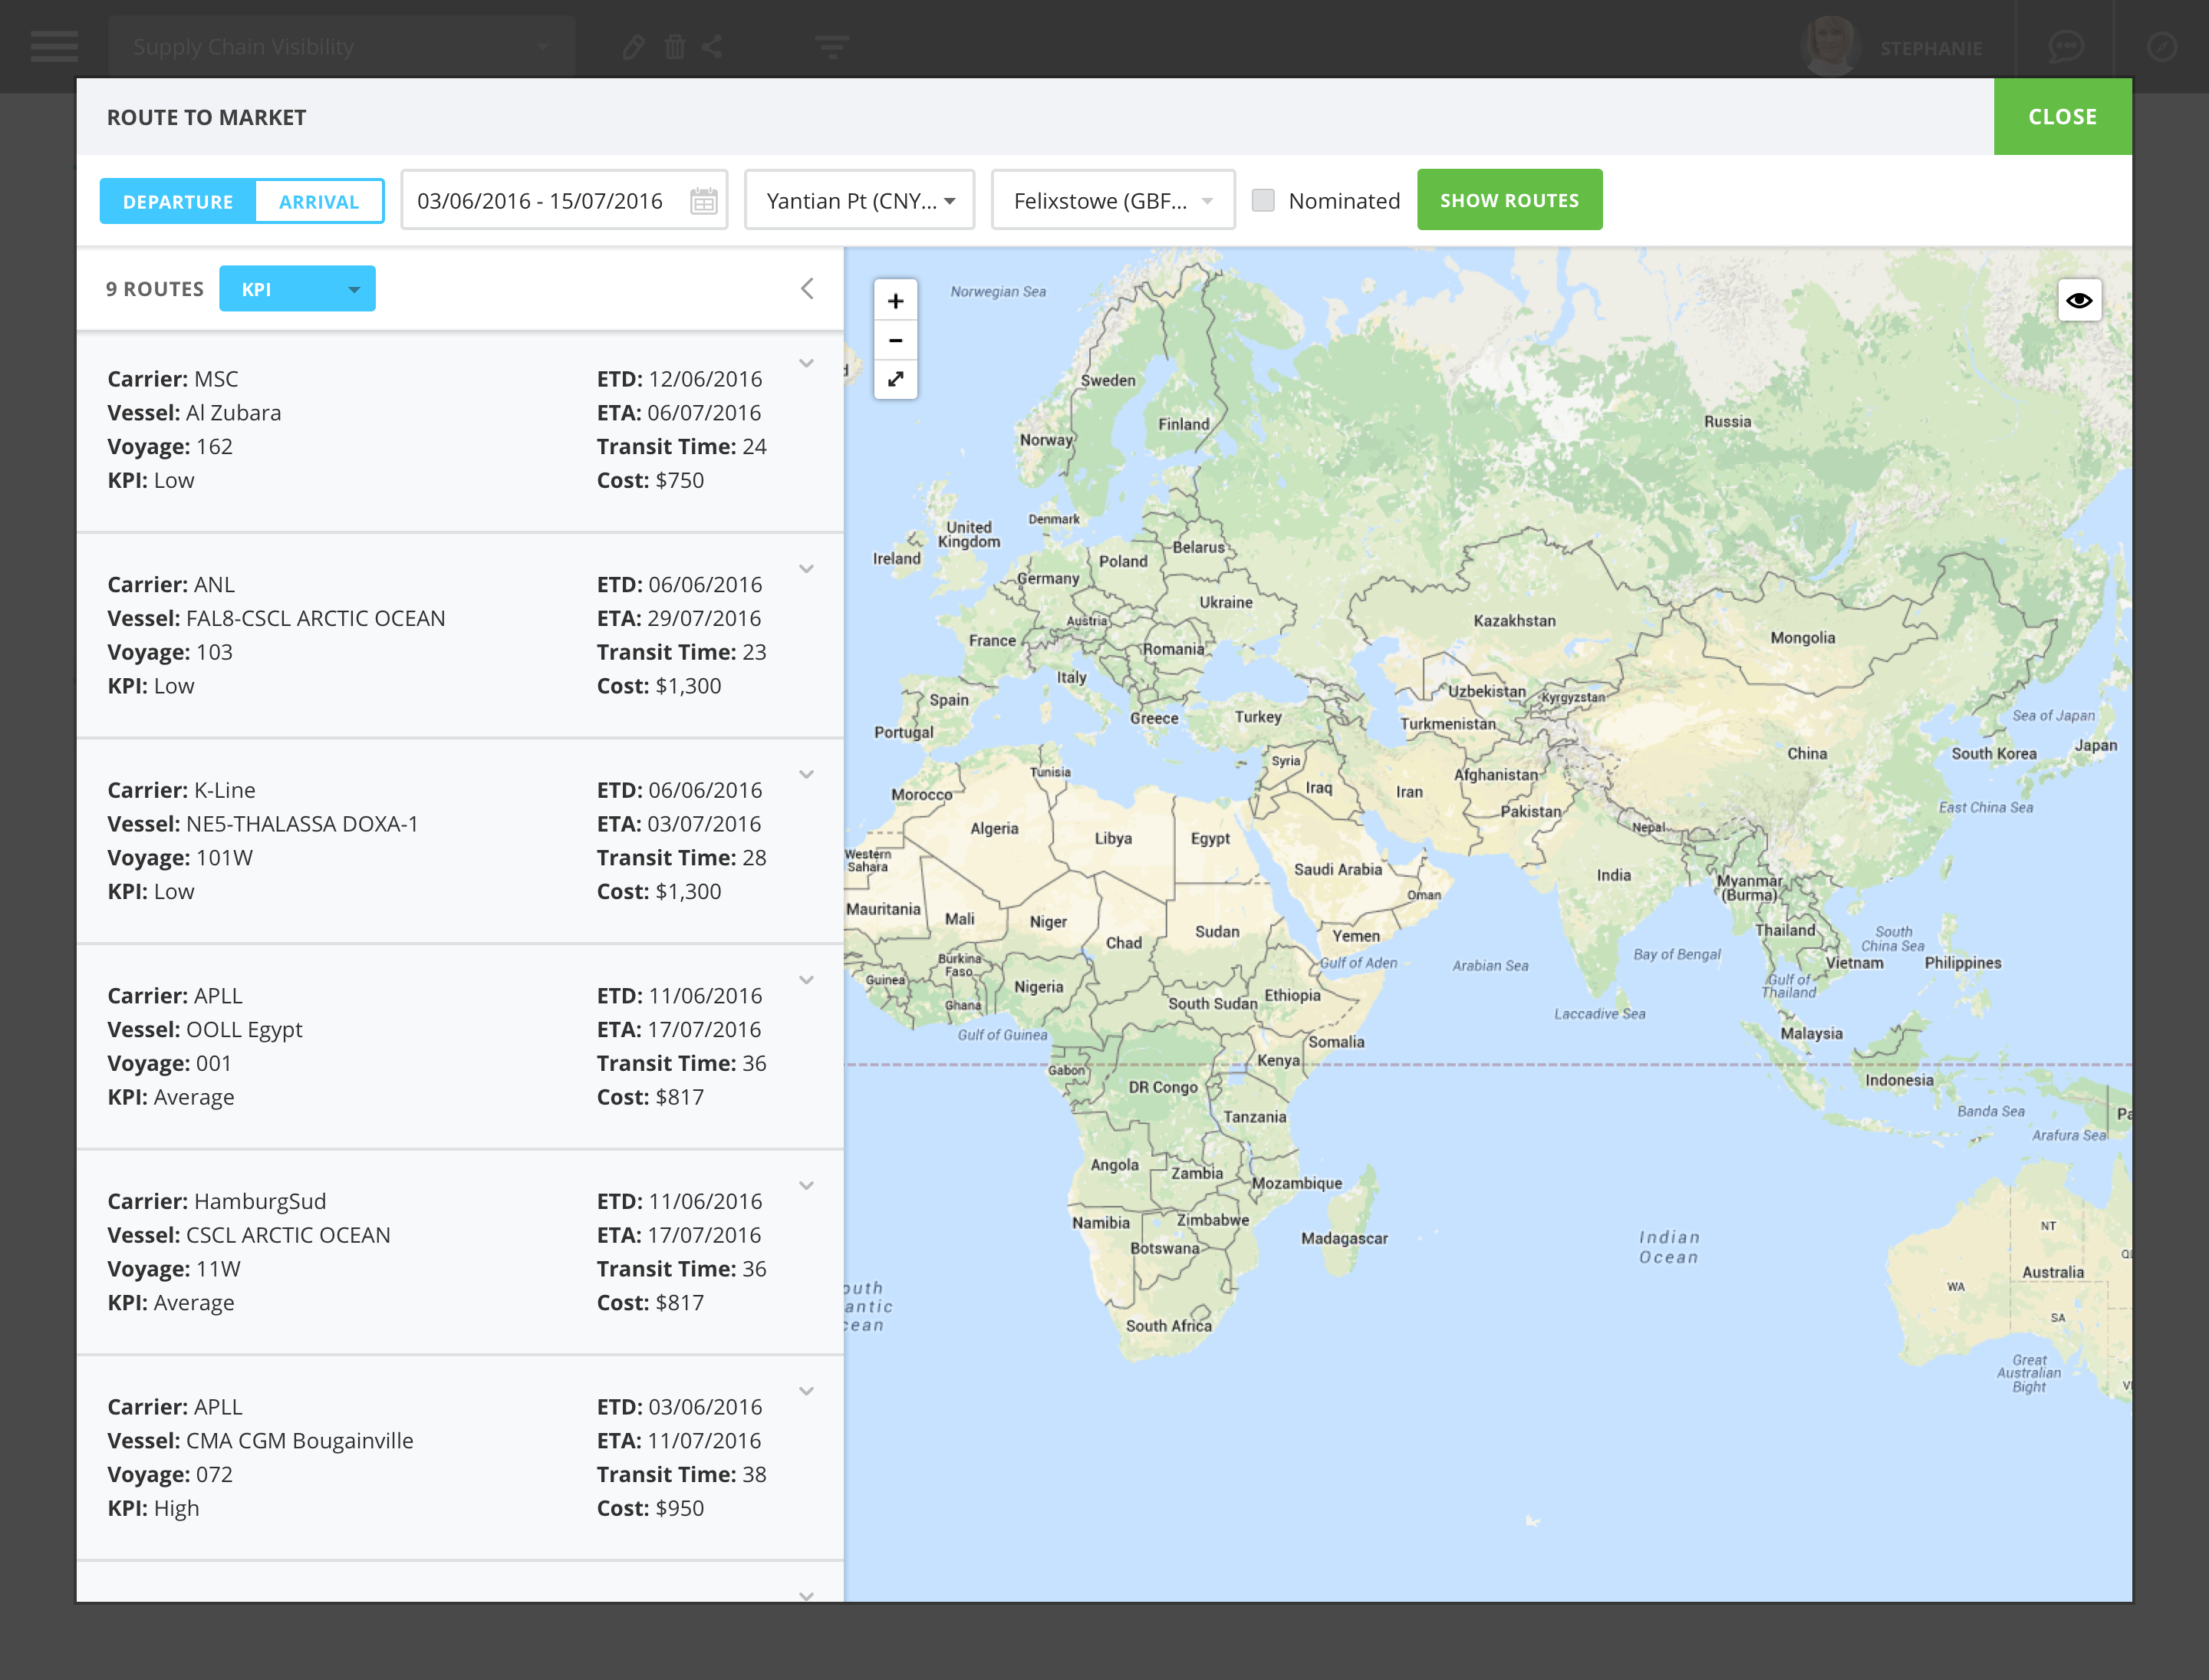 Supply Chain Visibility
STEPHANIE
ROUTE TO MARKET
CLOSE
DEPARTURE
ARRIVAL
03/06/2016 - 15/07/2016
Yantian Pt (CNY...
Felixstowe (GBF...
Nominated
SHOW ROUTES
9 ROUTES
KPI
Carrier: MSC
Vessel: Al Zubara
Voyage: 162
KPI: Low
ETD: 12/06/2016
ETA: 06/07/2016
Transit Time: 24
Cost: $750
Carrier: ANL
Vessel: FAL8-CSCL ARCTIC OCEAN
Voyage: 103
KPI: Low
ETD: 06/06/2016
ETA: 29/07/2016
Transit Time: 23
Cost: $1,300
Carrier: K-Line
Vessel: NE5-THALASSA DOXA-1
Voyage: 101W
KPI: Low
ETD: 06/06/2016
ETA: 03/07/2016
Transit Time: 28
Cost: $1,300
Carrier: APLL
Vessel: OOLL Egypt
Voyage: 001
KPI: Average
ETD: 11/06/2016
ETA: 17/07/2016
Transit Time: 36
Cost: $817
Carrier: HamburgSud
Vessel: CSCL ARCTIC OCEAN
Voyage: 11W
KPI: Average
ETD: 11/06/2016
ETA: 17/07/2016
Transit Time: 36
Cost: $817
Carrier: APLL
Vessel: CMA CGM Bougainville
Voyage: 072
KPI: High
ETD: 03/06/2016
ETA: 11/07/2016
Transit Time: 38
Cost: $950
+
−
Norwegian Sea
Sweden
Finland
Norway
Russia
United
Kingdom
Denmark
Ireland
Belarus
Poland
Germany
Ukraine
Austria
Kazakhstan
France
Romania
Mongolia
Italy
Spain
Uzbekistan
Kyrgyzstan
Greece
Turkey
Turkmenistan
Sea of Japan
Portugal
China
South Korea
Japan
Syria
Tunisia
Afghanistan
Morocco
Iraq
Iran
Pakistan
East China Sea
Algeria
Libya
Egypt
Nepal
Western
Sahara
Saudi Arabia
India
Myanmar
(Burma)
Oman
Mauritania
Mali
Niger
Sudan
Chad
Yemen
Thailand
South
China Sea
Burkina
Faso
Gulf of Aden
Arabian Sea
Bay of Bengal
Vietnam
Philippines
Guinea
Nigeria
Ghana
South Sudan
Ethiopia
Gulf of
Thailand
Laccadive Sea
Gulf of Guinea
Somalia
Malaysia
Kenya
Gabon
DR Congo
Indonesia
Tanzania
Banda Sea
Pa
Arafura Sea
Angola
Zambia
Mozambique
Namibia
Zimbabwe
Madagascar
Botswana
Indian
Ocean
NT
Australia
WA
SA
outh
antic
cean
South Africa
Great
Australian
Bight